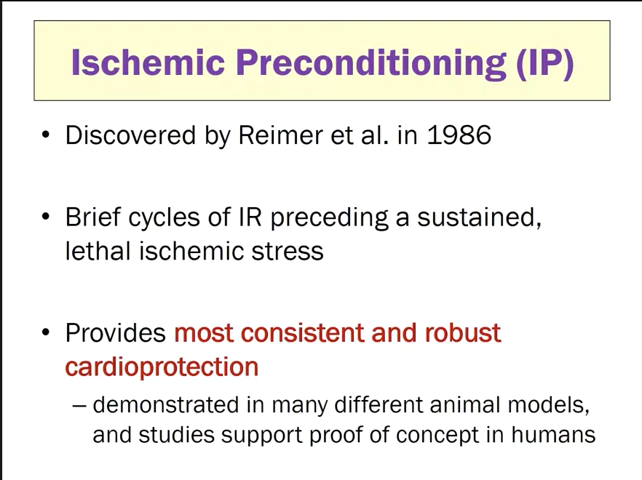 Ischemic Preconditioning (IP)
• Discovered by Reimer et al. in 1986
• Brief cycles of IR preceding a sustained,
lethal ischemic stress
• Provides most consistent and robust
cardioprotection
– demonstrated in many different animal models,
and studies support proof of concept in humans